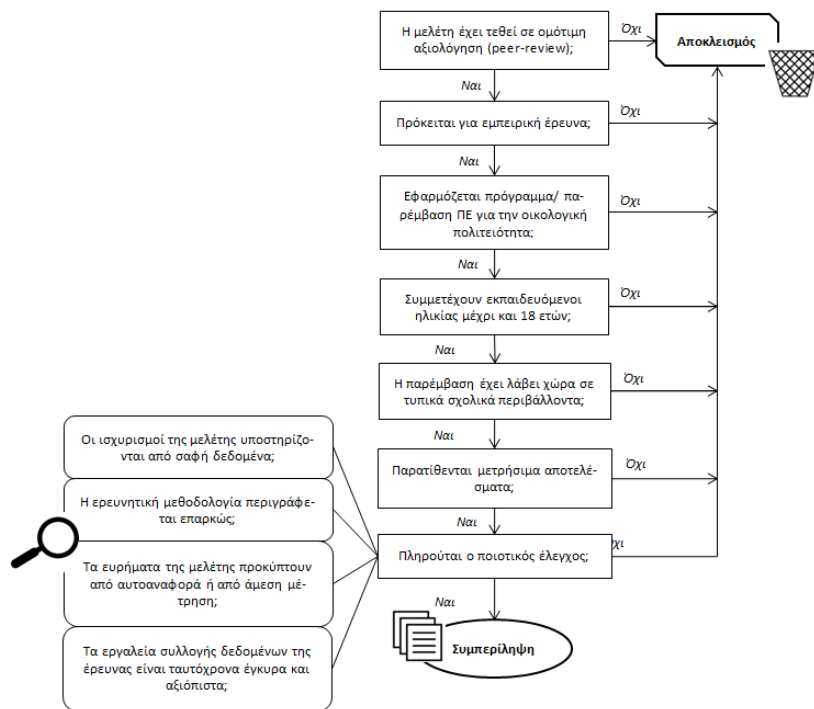 Η μελέτη έχει τεθεί σε ομότιμη
αξιολόγηση (peer-review);
Όχι
Αποκλεισμός
Ναι
Πρόκειται για εμπειρική έρευνα;
Όχι
Ναι
Εφαρμόζεται πρόγραμμα/ πα-
ρέμβαση ΠΕ για την οικολογική
πολιτειότητα;
Όχι
Ναι
Συμμετέχουν εκπαιδευόμενοι
ηλικίας μέχρι και 18 ετών;
Όχι
Ναι
Η παρέμβαση έχει λάβει χώρα σε
τυπικά σχολικά περιβάλλοντα;
Όχι
Ναι
Παρατίθενται μετρήσιμα αποτελέ-
σματα;
Όχι
Ναι
Πληρούται ο ποιοτικός έλεγχος;
Όχι
Ναι
Συμπερίληψη
Οι ισχυρισμοί της μελέτης υποστηρίζο-
νται από σαφή δεδομένα;
Η ερευνητική μεθοδολογία περιγράφε-
ται επαρκώς;
Τα ευρήματα της μελέτης προκύπτουν
από αυτοαναφορά ή από άμεση μέ-
τρηση;
Τα εργαλεία συλλογής δεδομένων της
έρευνας είναι ταυτόχρονα έγκυρα και
αξιόπιστα;